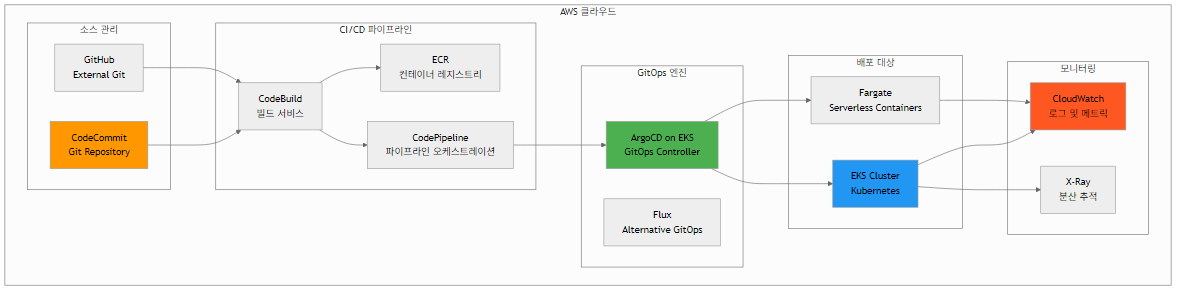 AWS 클라우드
소스 관리
GitHub
External Git
CodeCommit
Git Repository
CI/CD 파이프라인
CodeBuild
빌드 서비스
ECR
컨테이너 레지스트리
CodePipeline
파이프라인 오케스트레이션
GitOps 엔진
ArgoCD on EKS
GitOps Controller
Flux
Alternative GitOps
배포 대상
Fargate
Serverless Containers
EKS Cluster
Kubernetes
모니터링
CloudWatch
로그 및 메트릭
X-Ray
분산 추적